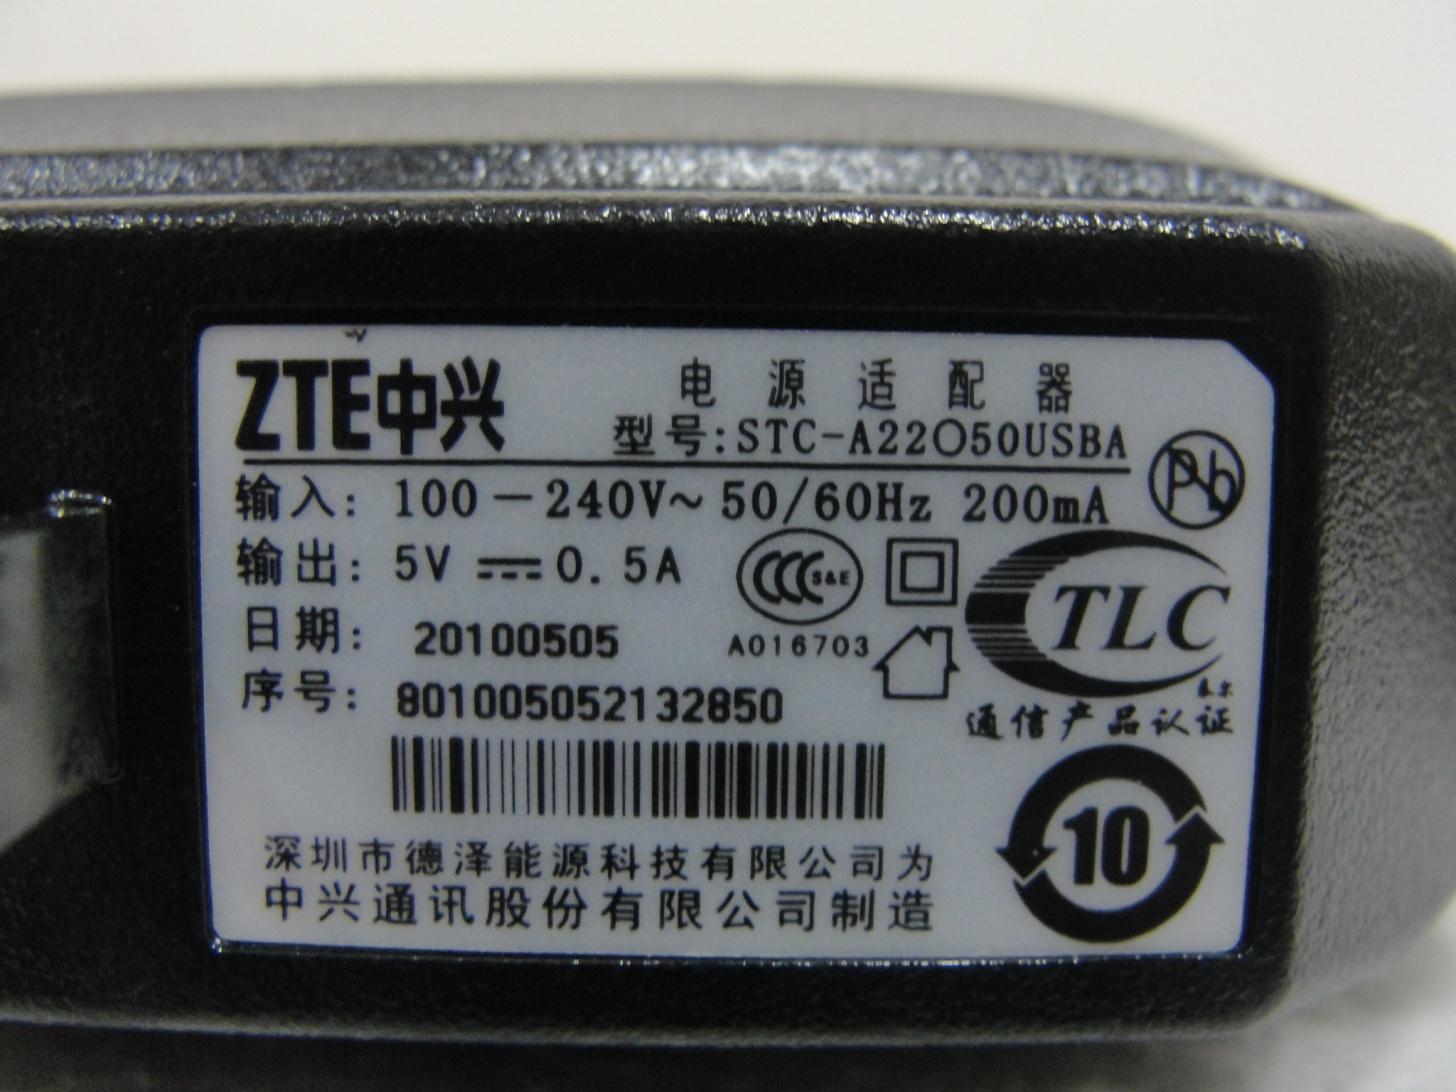 ZTE中兴
电源适配器
型号:STC-A22O50USBA
输入: 100-240V~ 50/60Hz 200mA
Pb
输出: 5V 0.5A
CCC S&E
A016703
TLC
通信产品认证
日期: 20100505
序号: 801005052132850
10
深圳市德泽能源科技有限公司为
中兴通讯股份有限公司制造